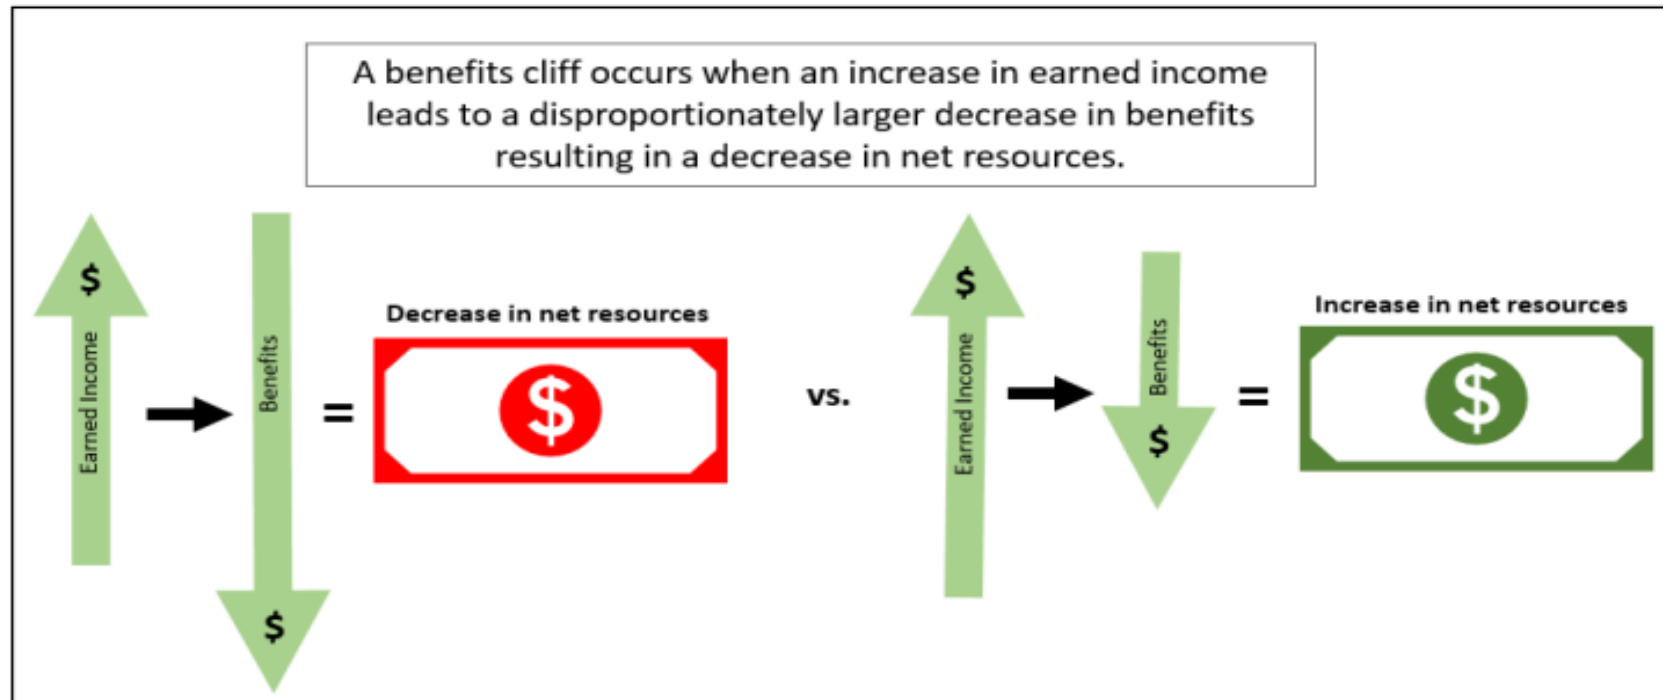 A benefits cliff occurs when an increase in earned income
leads to a disproportionately larger decrease in benefits
resulting in a decrease in net resources.
$
Earned Income
Benefits
$
=
Decrease in net resources
$
vs.
$
Earned Income
Benefits
$
=
Increase in net resources
$